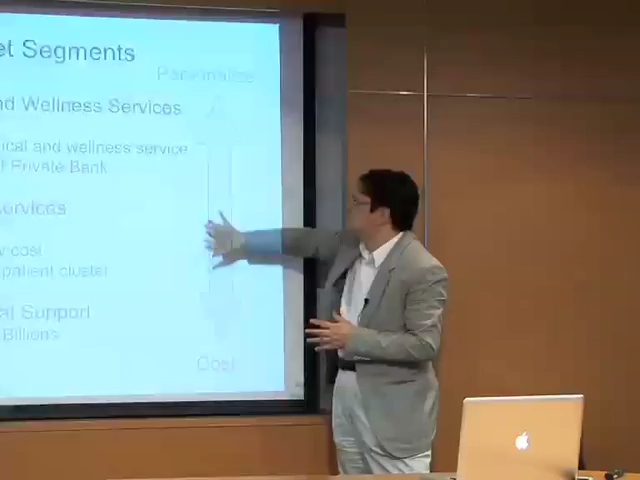 et Segments
Personalize
nd Wellness Services
ical and wellness service
f Private Bank
ervices
w cost
patient cluster
al Support
Billions
Cost